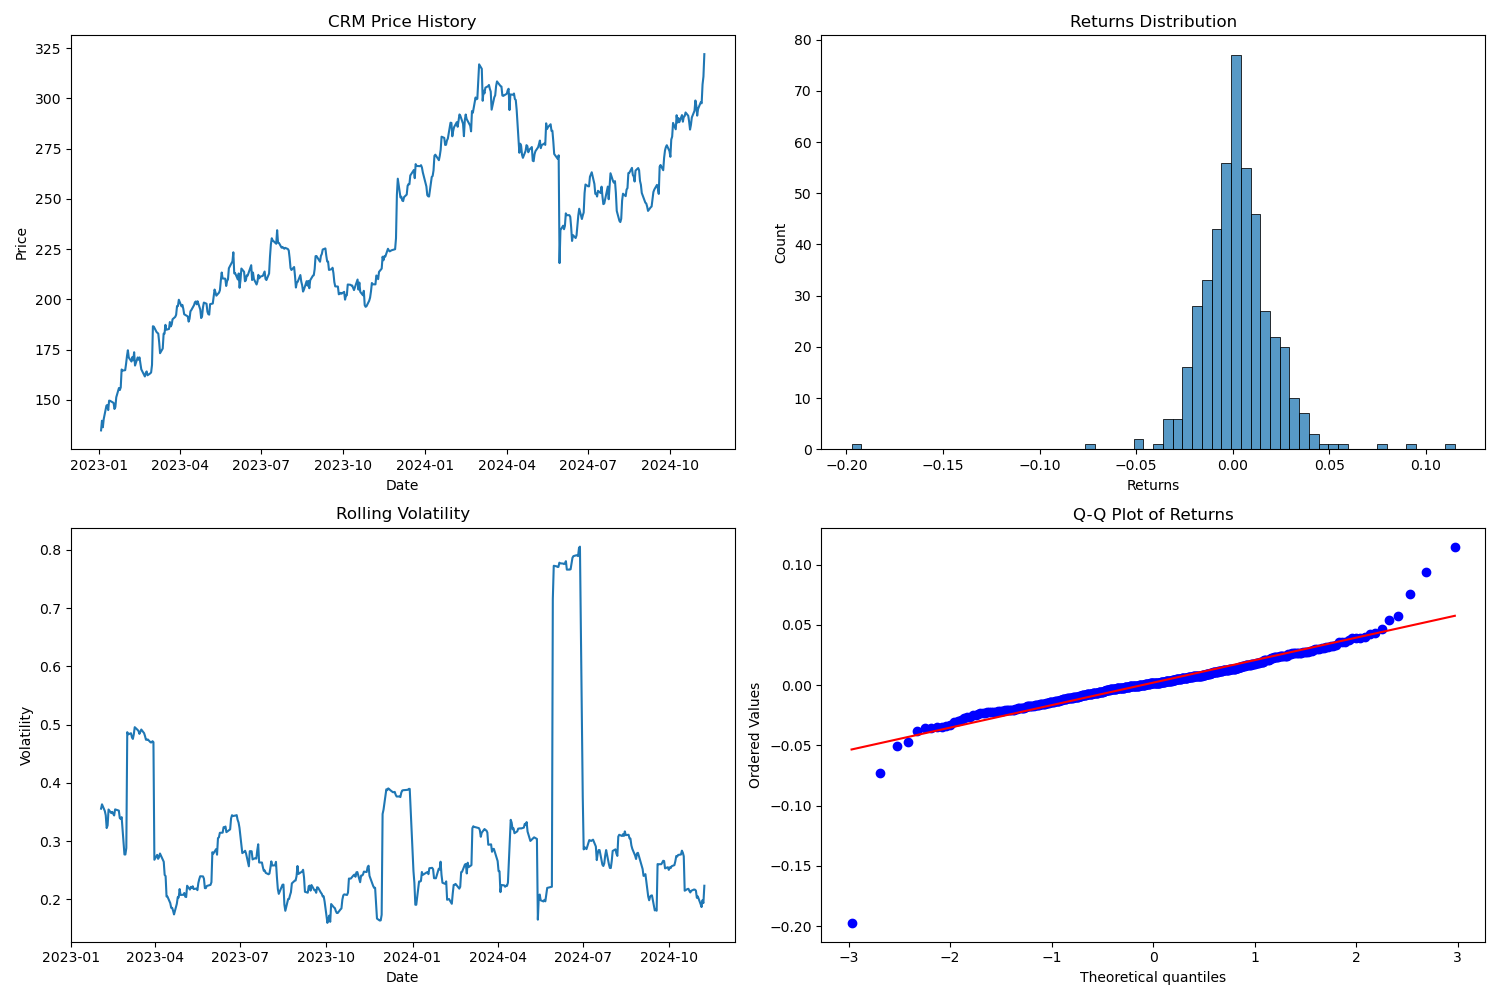 CRM Price History
Price
325
300
275
250
225
200
175
150
2023-01 2023-04 2023-07 2023-10 2024-01 2024-04 2024-07 2024-10
Date
Returns Distribution
Count
80
70
60
50
40
30
20
10
0
−0.20 −0.15 −0.10 −0.05 0.00 0.05 0.10
Returns
Rolling Volatility
Volatility
0.8
0.7
0.6
0.5
0.4
0.3
0.2
2023-01 2023-04 2023-07 2023-10 2024-01 2024-04 2024-07 2024-10
Date
Q-Q Plot of Returns
Ordered Values
0.10
0.05
0.00
−0.05
−0.10
−0.15
−0.20
−3 −2 −1 0 1 2 3
Theoretical quantiles